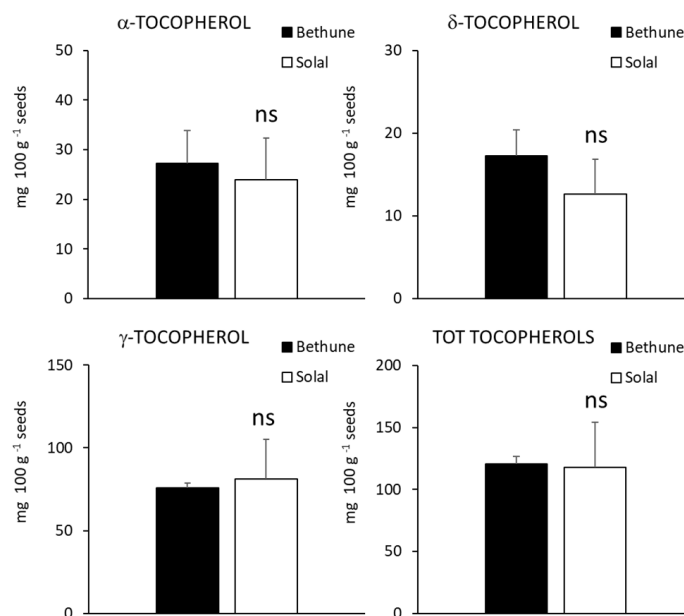 α-TOCOPHEROL
Bethune
Solal
50
40
30
20
10
0
mg 100 g ⁻¹ seeds
ns
δ-TOCOPHEROL
Bethune
Solal
30
20
10
0
mg 100 g ⁻¹ seeds
ns
γ-TOCOPHEROL
Bethune
Solal
150
100
50
0
mg 100 g ⁻¹ seeds
ns
TOT TOCOPHEROLS
Bethune
Solal
200
150
100
50
0
mg 100 g ⁻¹ seeds
ns